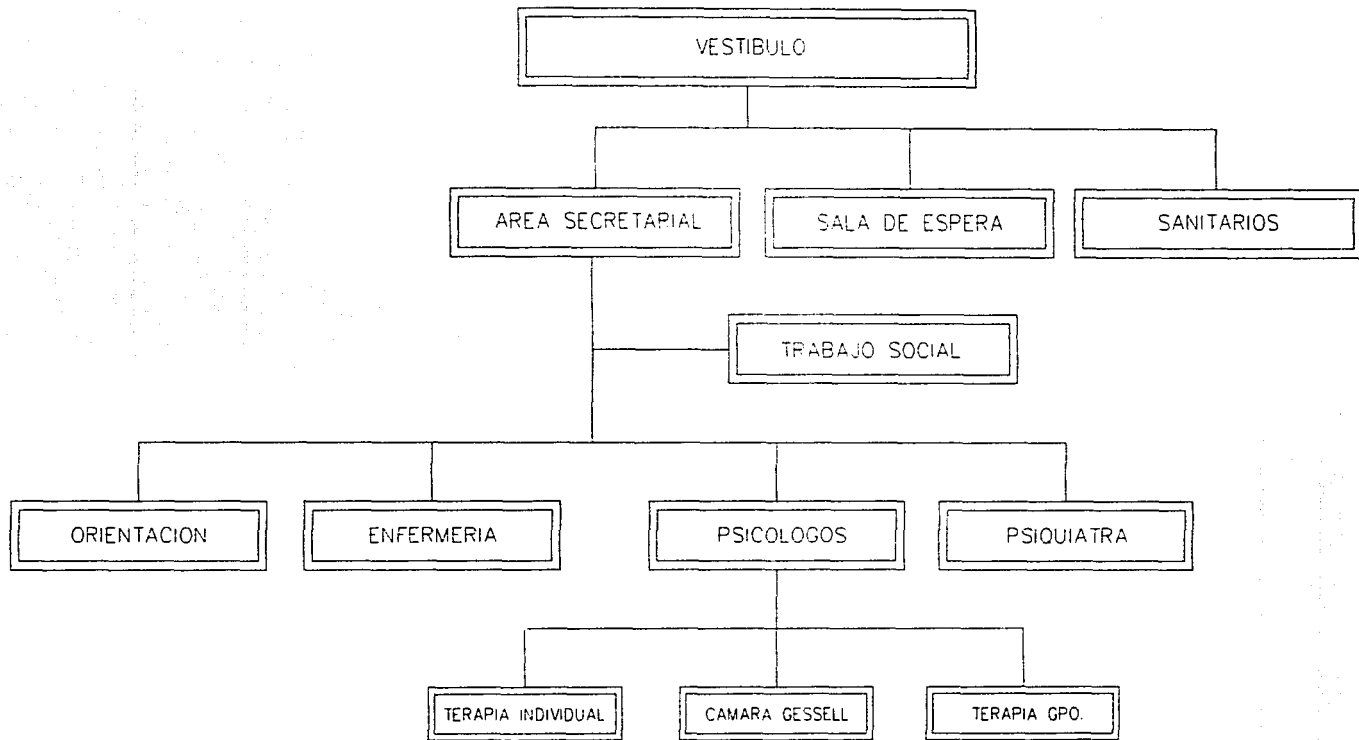 VESTIBULO
AREA SECRETARIAL
SALA DE ESPERA
SANITARIOS
TRABAJO SOCIAL
ORIENTACION
ENFERMERIA
PSICOLOGOS
PSIQUIATRA
TERAPIA INDIVIDUAL
CAMARA GESSELL
TERAPIA GPO.